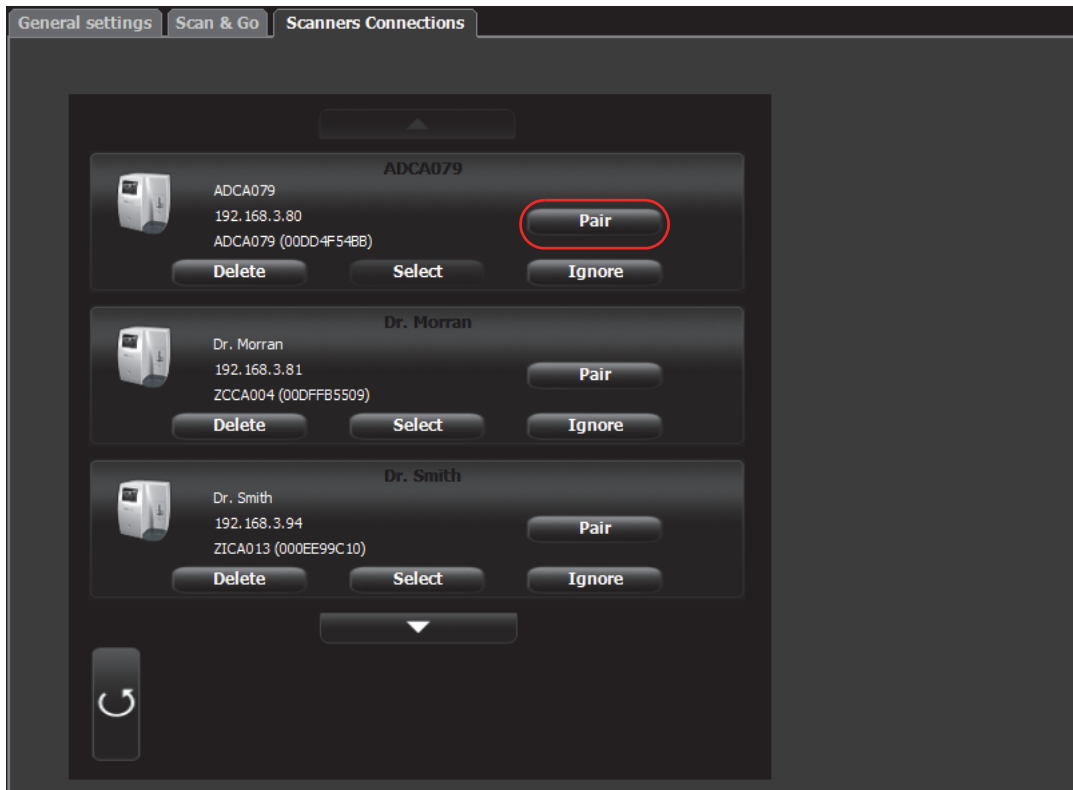 General settings Scan & Go Scanners Connections
ADCA079
ADCA079
192.168.3.80
Pair
ADCA079 (00DD4F54BB)
Delete Select Ignore
Dr. Morran
Dr. Morran
192.168.3.81
Pair
ZCCA004 (00DFFB5509)
Delete Select Ignore
Dr. Smith
Dr. Smith
192.168.3.94
Pair
ZICA013 (000EE99C10)
Delete Select Ignore